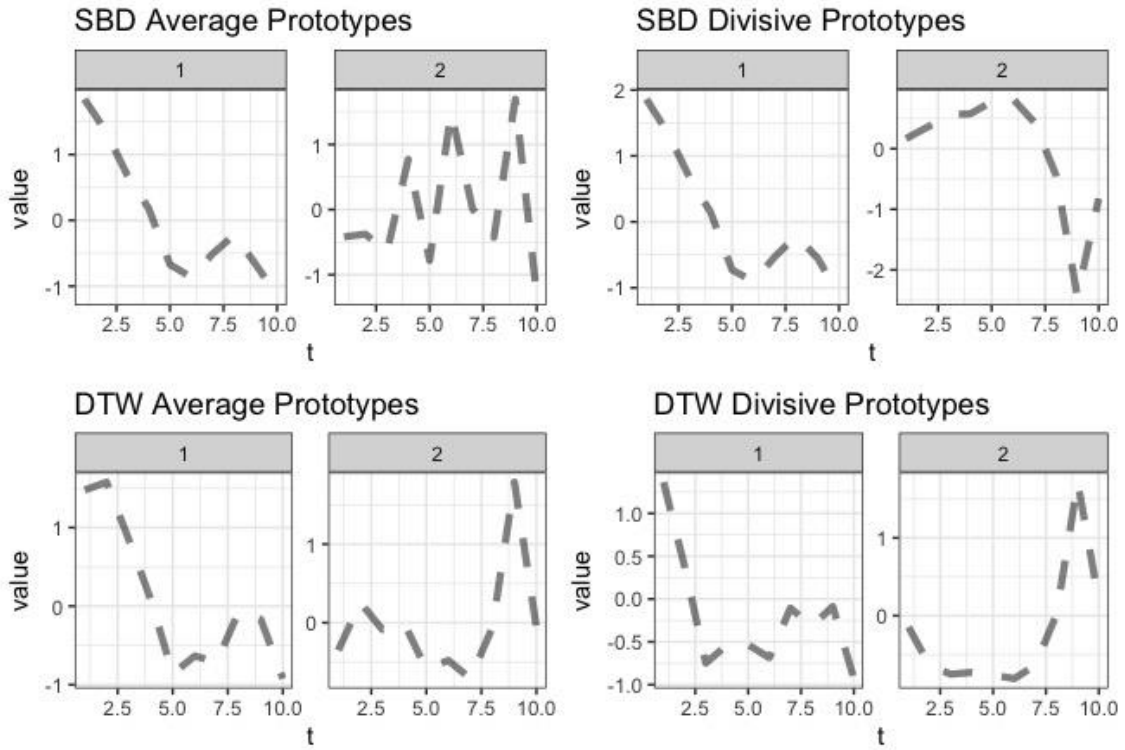 SBD Average Prototypes
1
2
value
1
0
-1
1
0
-1
2.5 5.0 7.5 10.0
2.5 5.0 7.5 10.0
t
SBD Divisive Prototypes
1
2
value
2
1
0
-1
0
-1
-2
2.5 5.0 7.5 10.0
2.5 5.0 7.5 10.0
t
DTW Average Prototypes
1
2
value
1
0
-1
1
0
2.5 5.0 7.5 10.0
2.5 5.0 7.5 10.0
t
DTW Divisive Prototypes
1
2
value
1.0
0.5
0.0
-0.5
-1.0
1
0
2.5 5.0 7.5 10.0
2.5 5.0 7.5 10.0
t